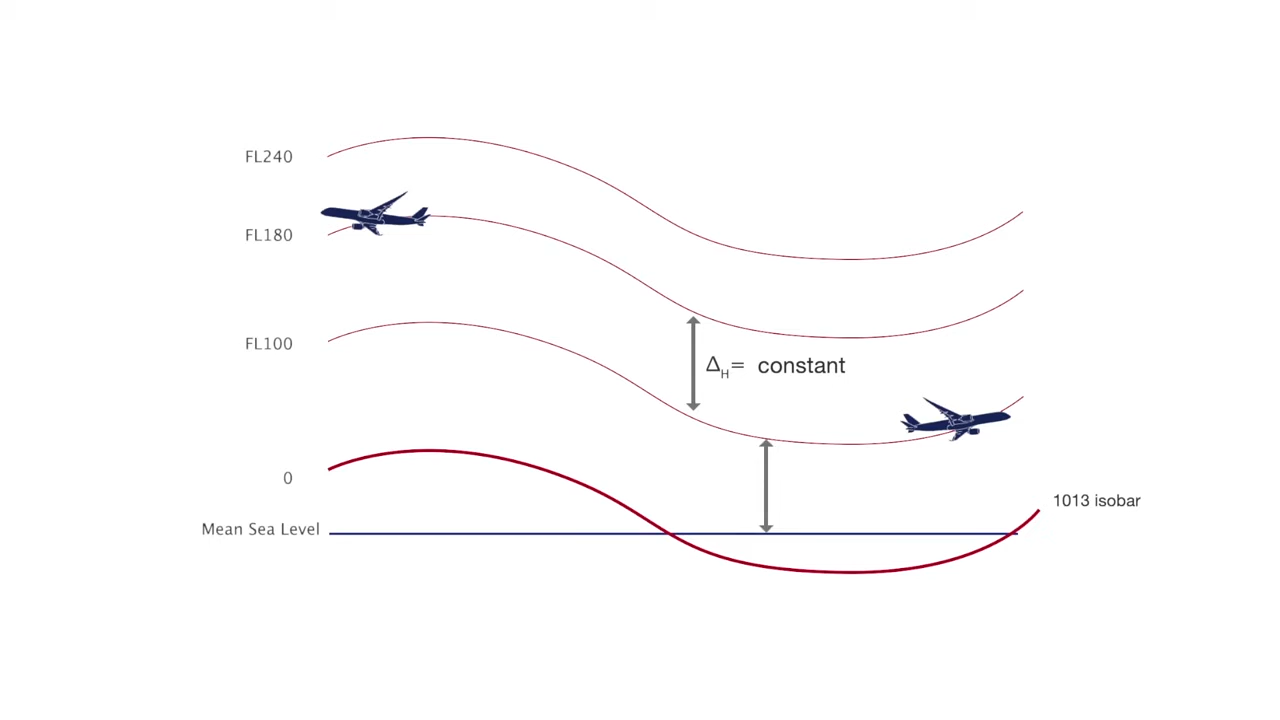 FL240
FL180
FL100
ΔH= constant
0
1013 isobar
Mean Sea Level